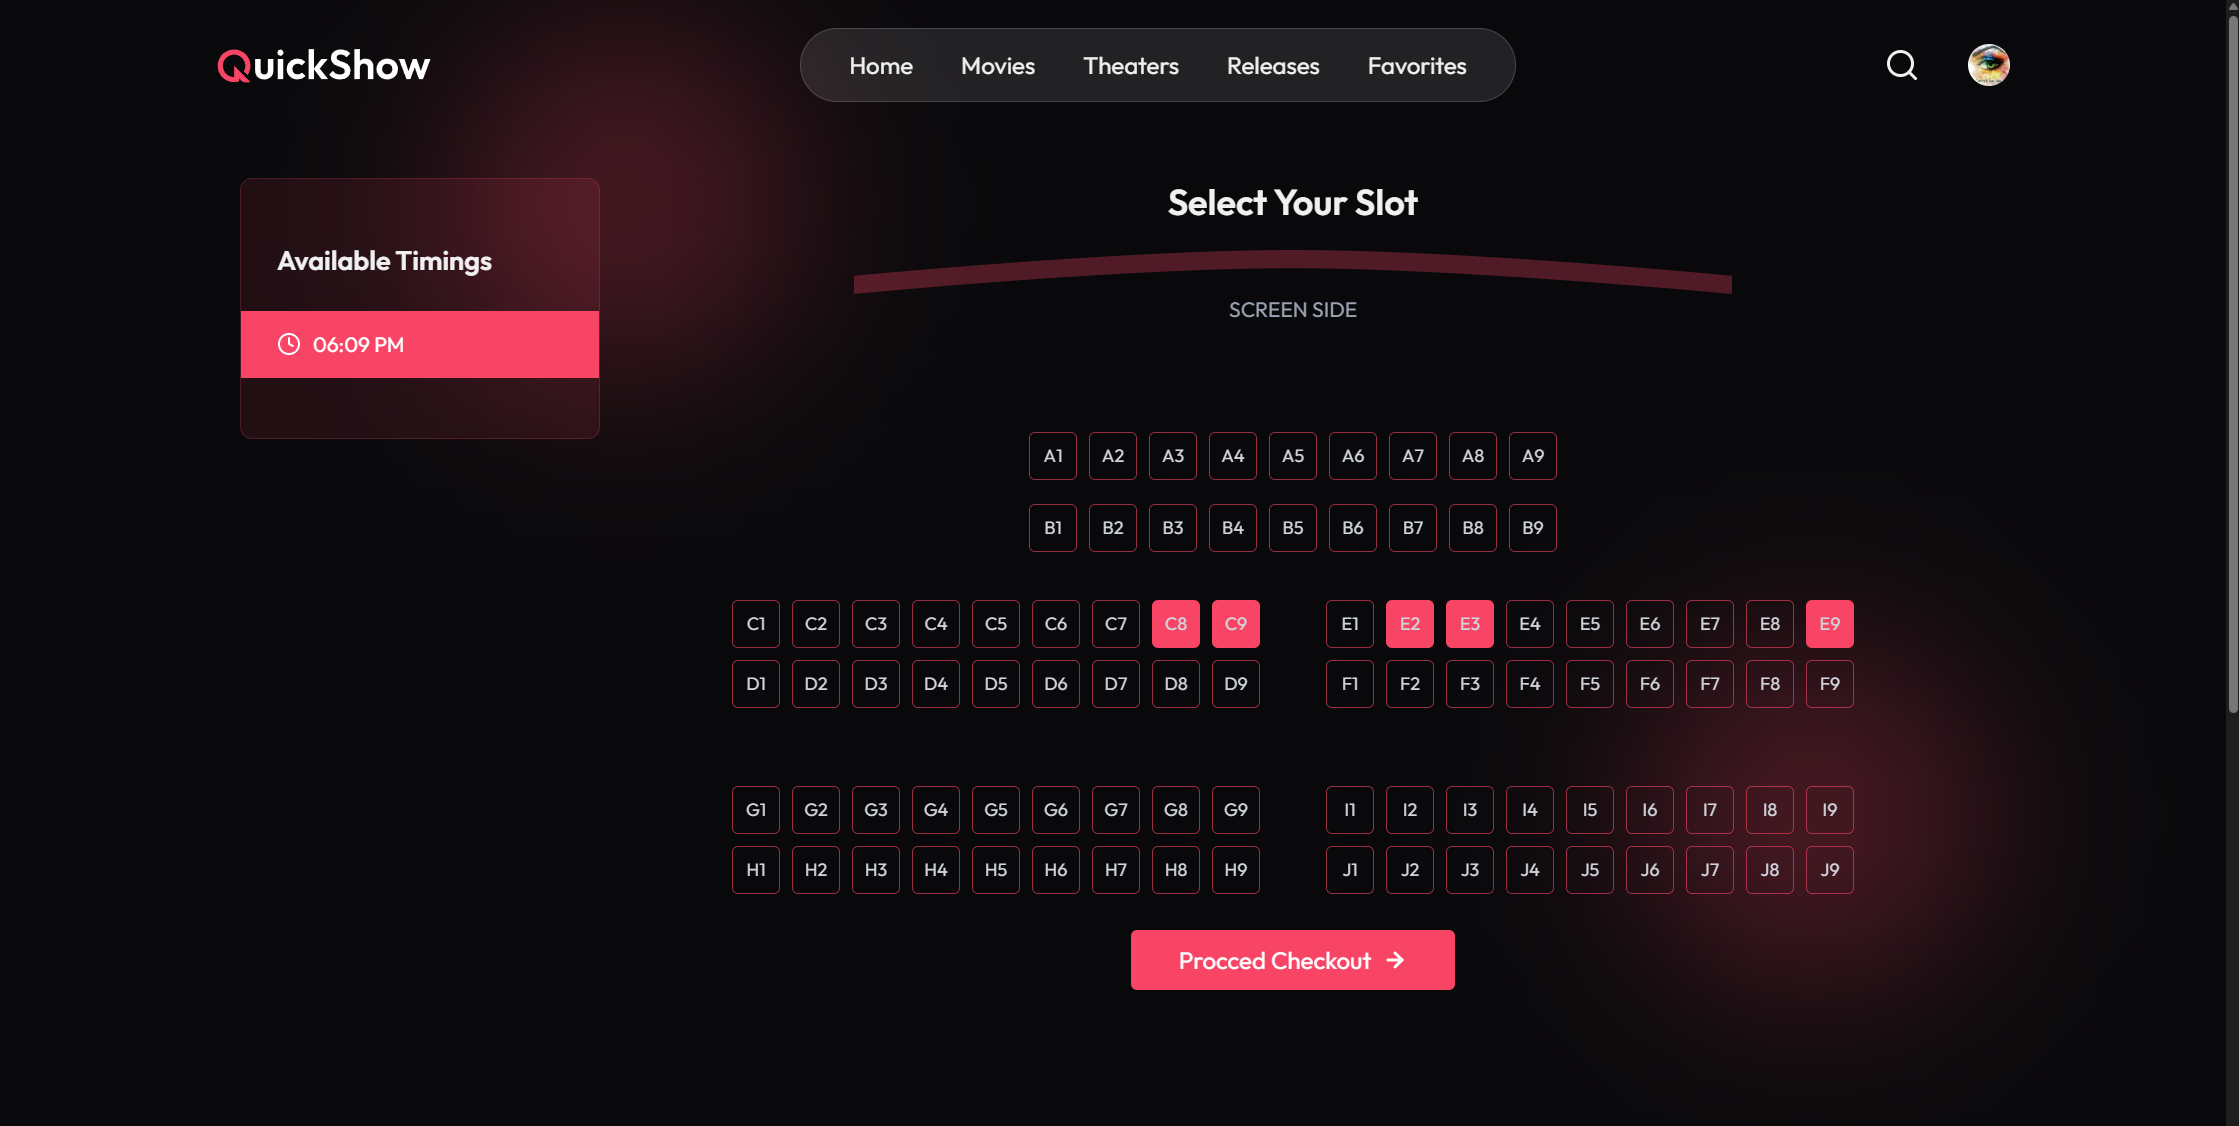 QuickShow
Home Movies Theaters Releases Favorites
Available Timings
06:09 PM
Select Your Slot
SCREEN SIDE
A1 A2 A3 A4 A5 A6 A7 A8 A9
B1 B2 B3 B4 B5 B6 B7 B8 B9
C1 C2 C3 C4 C5 C6 C7 C8 C9
D1 D2 D3 D4 D5 D6 D7 D8 D9
E1 E2 E3 E4 E5 E6 E7 E8 E9
F1 F2 F3 F4 F5 F6 F7 F8 F9
G1 G2 G3 G4 G5 G6 G7 G8 G9
H1 H2 H3 H4 H5 H6 H7 H8 H9
I1 I2 I3 I4 I5 I6 I7 I8 I9
J1 J2 J3 J4 J5 J6 J7 J8 J9
Procced Checkout